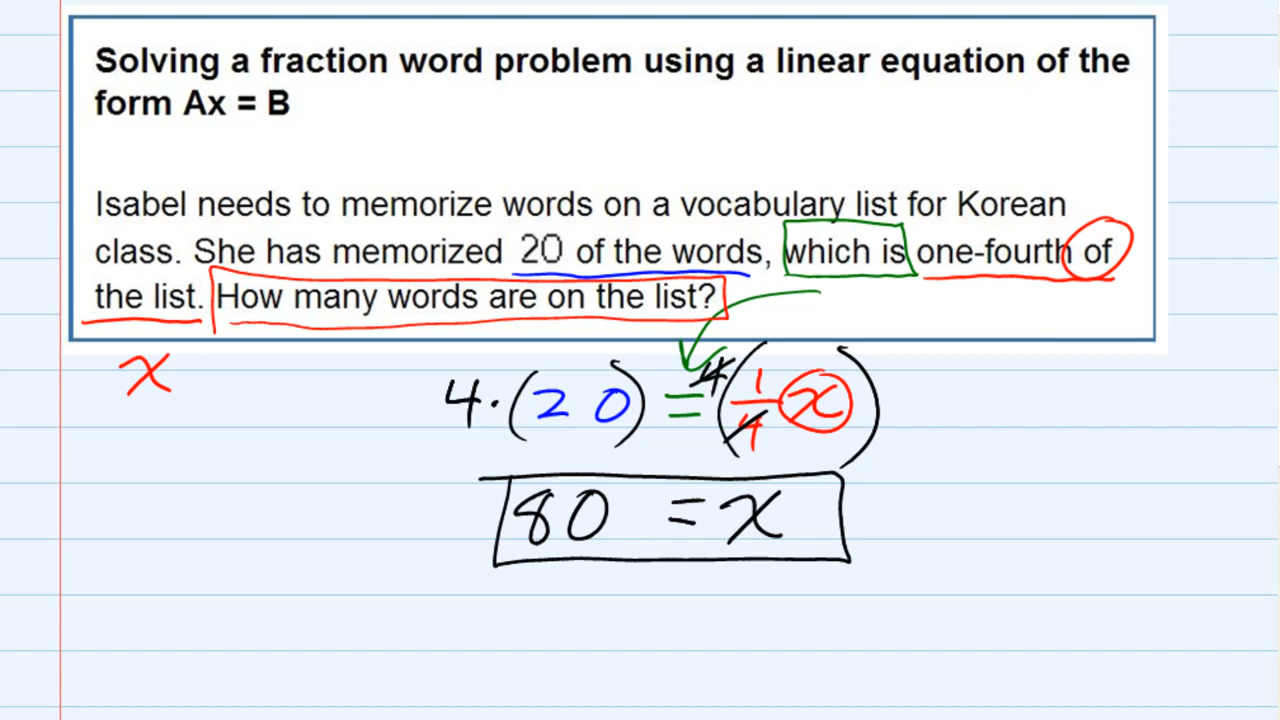 Solving a fraction word problem using a linear equation of the
form Ax = B
Isabel needs to memorize words on a vocabulary list for Korean
class. She has memorized 20 of the words, which is one-fourth of
the list. How many words are on the list?
x
4·(20) = 4(1/4 x)
80 = x